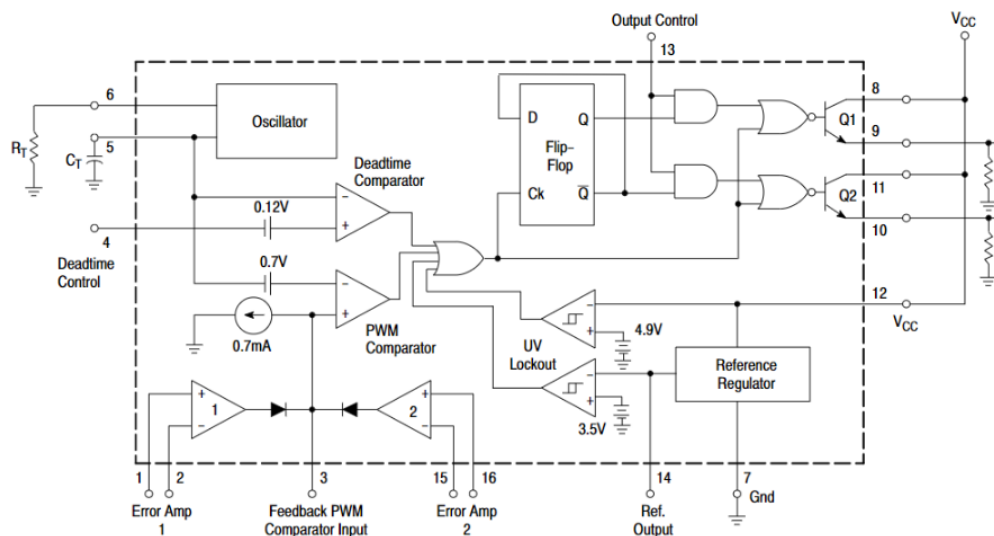 Output Control
13
VCC
6
Oscillator
RT
5
CT
Deadtime
Comparator
0.12V
4
Deadtime
Control
0.7V
0.7mA
PWM
Comparator
D
Q
Flip-
Flop
Ck
Q
8
Q1
9
11
Q2
10
12
VCC
4.9V
UV
Lockout
3.5V
Reference
Regulator
1
2
+
−
+
−
+
−
+
−
−
+
−
+
1
2
3
15
16
14
7
Gnd
Error Amp
1
Feedback PWM
Comparator Input
Error Amp
2
Ref.
Output